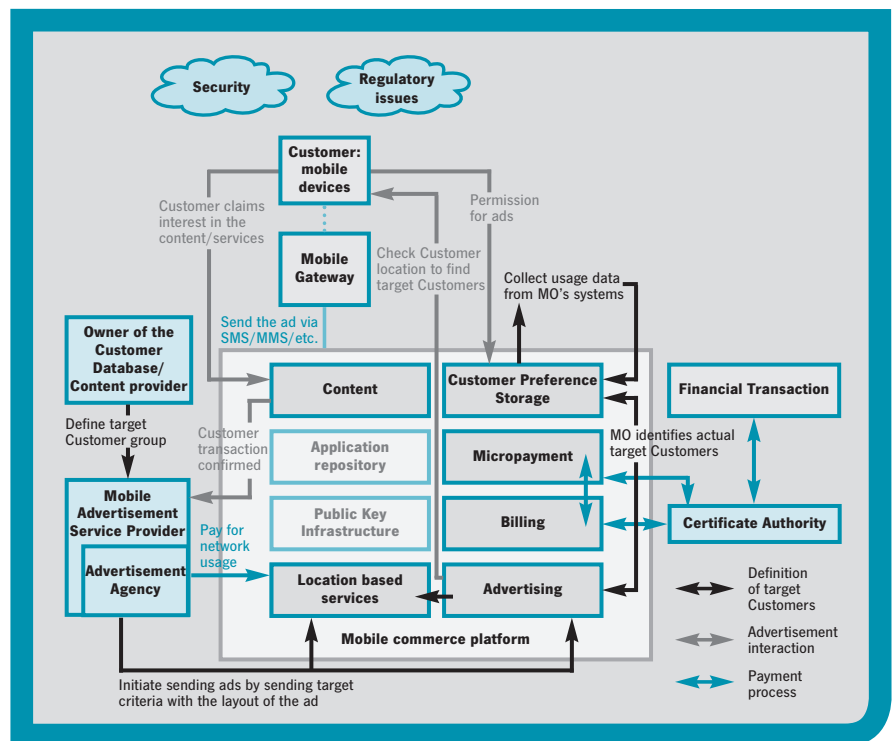 Security
Regulatory
issues
Customer:
mobile
devices
Customer claims
interest in the
content/services
Permission
for ads
Mobile
Gateway
Check Customer
location to find
target Customers
Collect usage data
from MO's systems
Send the ad via
SMS/MMS/etc.
Owner of the
Customer
Database/
Content provider
Content
Customer Preference
Storage
Financial Transaction
Define target
Customer group
Customer
transaction
confirmed
Application
repository
Micropayment
MO identifies actual
target Customers
Mobile
Advertisement
Service Provider
Public Key
Infrastructure
Billing
Certificate Authority
Pay for
network
usage
Advertisement
Agency
Location based
services
Advertising
Definition
of target
Customers
Mobile commerce platform
Advertisement
interaction
Payment
process
Initiate sending ads by sending target
criteria with the layout of the ad